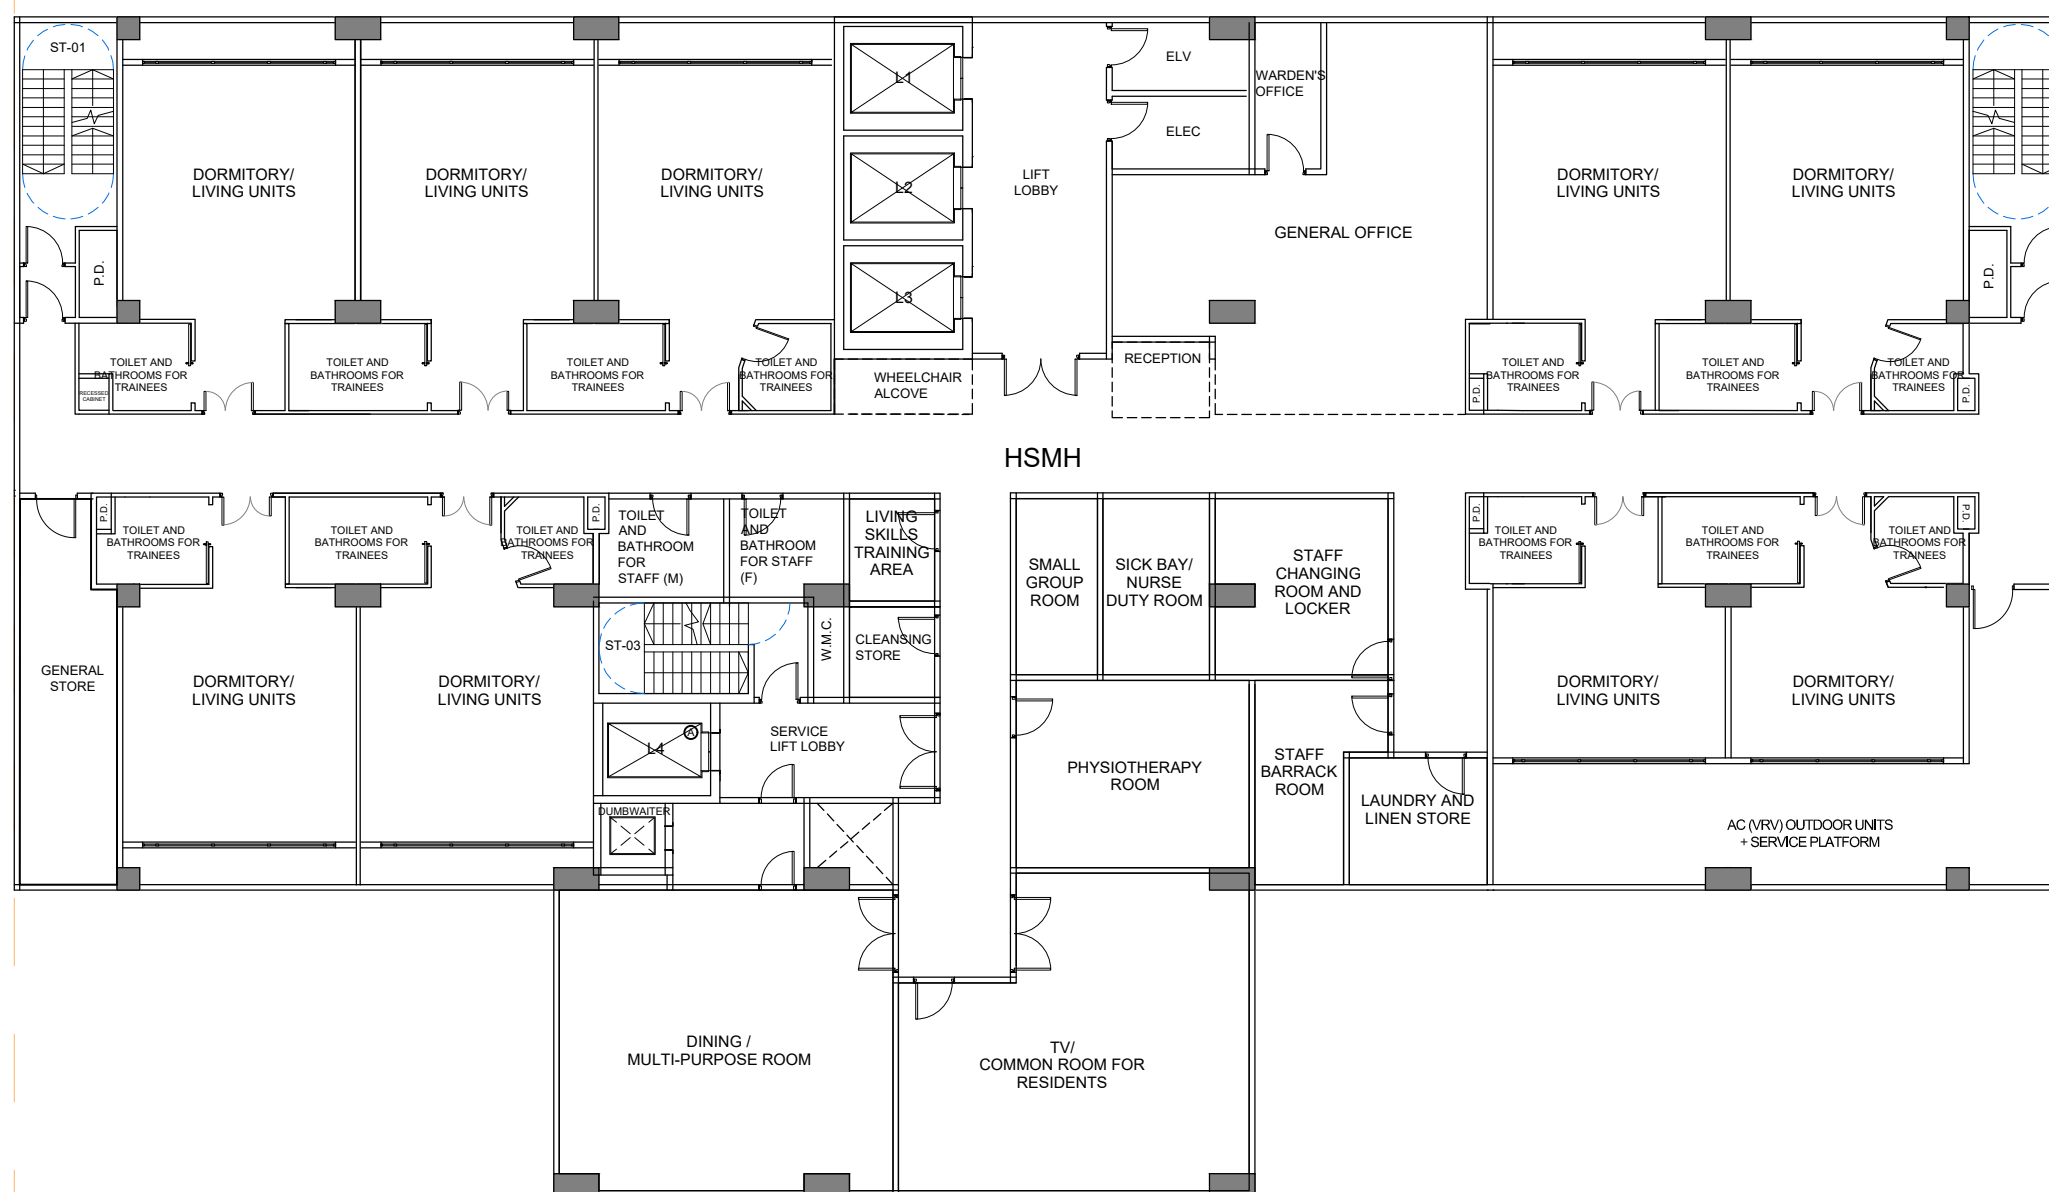 ST-01
DORMITORY/
LIVING UNITS
DORMITORY/
LIVING UNITS
DORMITORY/
LIVING UNITS
L1
L2
L3
LIFT
LOBBY
ELV
ELEC
WARDEN'S
OFFICE
GENERAL OFFICE
DORMITORY/
LIVING UNITS
DORMITORY/
LIVING UNITS
P.D.
P.D.
TOILET AND
BATHROOMS FOR
TRAINEES
RECESSED
CABINET
TOILET AND
BATHROOMS FOR
TRAINEES
TOILET AND
BATHROOMS FOR
TRAINEES
TOILET AND
BATHROOMS FOR
TRAINEES
WHEELCHAIR
ALCOVE
RECEPTION
P.D.
TOILET AND
BATHROOMS FOR
TRAINEES
TOILET AND
BATHROOMS FOR
TRAINEES
TOILET AND
BATHROOMS FOR
TRAINEES
P.D.
HSMH
P.D.
TOILET AND
BATHROOMS FOR
TRAINEES
TOILET AND
BATHROOMS FOR
TRAINEES
TOILET AND
BATHROOMS FOR
TRAINEES
P.D.
TOILET
AND
BATHROOM
FOR
STAFF (M)
TOILET
AND
BATHROOM
FOR STAFF
(F)
LIVING
SKILLS
TRAINING
AREA
SMALL
GROUP
ROOM
SICK BAY/
NURSE
DUTY ROOM
STAFF
CHANGING
ROOM AND
LOCKER
P.D.
TOILET AND
BATHROOMS FOR
TRAINEES
TOILET AND
BATHROOMS FOR
TRAINEES
TOILET AND
BATHROOMS FOR
TRAINEES
P.D.
GENERAL
STORE
DORMITORY/
LIVING UNITS
DORMITORY/
LIVING UNITS
ST-03
W.M.C.
CLEANSING
STORE
L4
A
SERVICE
LIFT LOBBY
DUMBWAITER
PHYSIOTHERAPY
ROOM
STAFF
BARRACK
ROOM
LAUNDRY AND
LINEN STORE
DORMITORY/
LIVING UNITS
DORMITORY/
LIVING UNITS
AC (VRV) OUTDOOR UNITS
+ SERVICE PLATFORM
DINING /
MULTI-PURPOSE ROOM
TV/
COMMON ROOM FOR
RESIDENTS